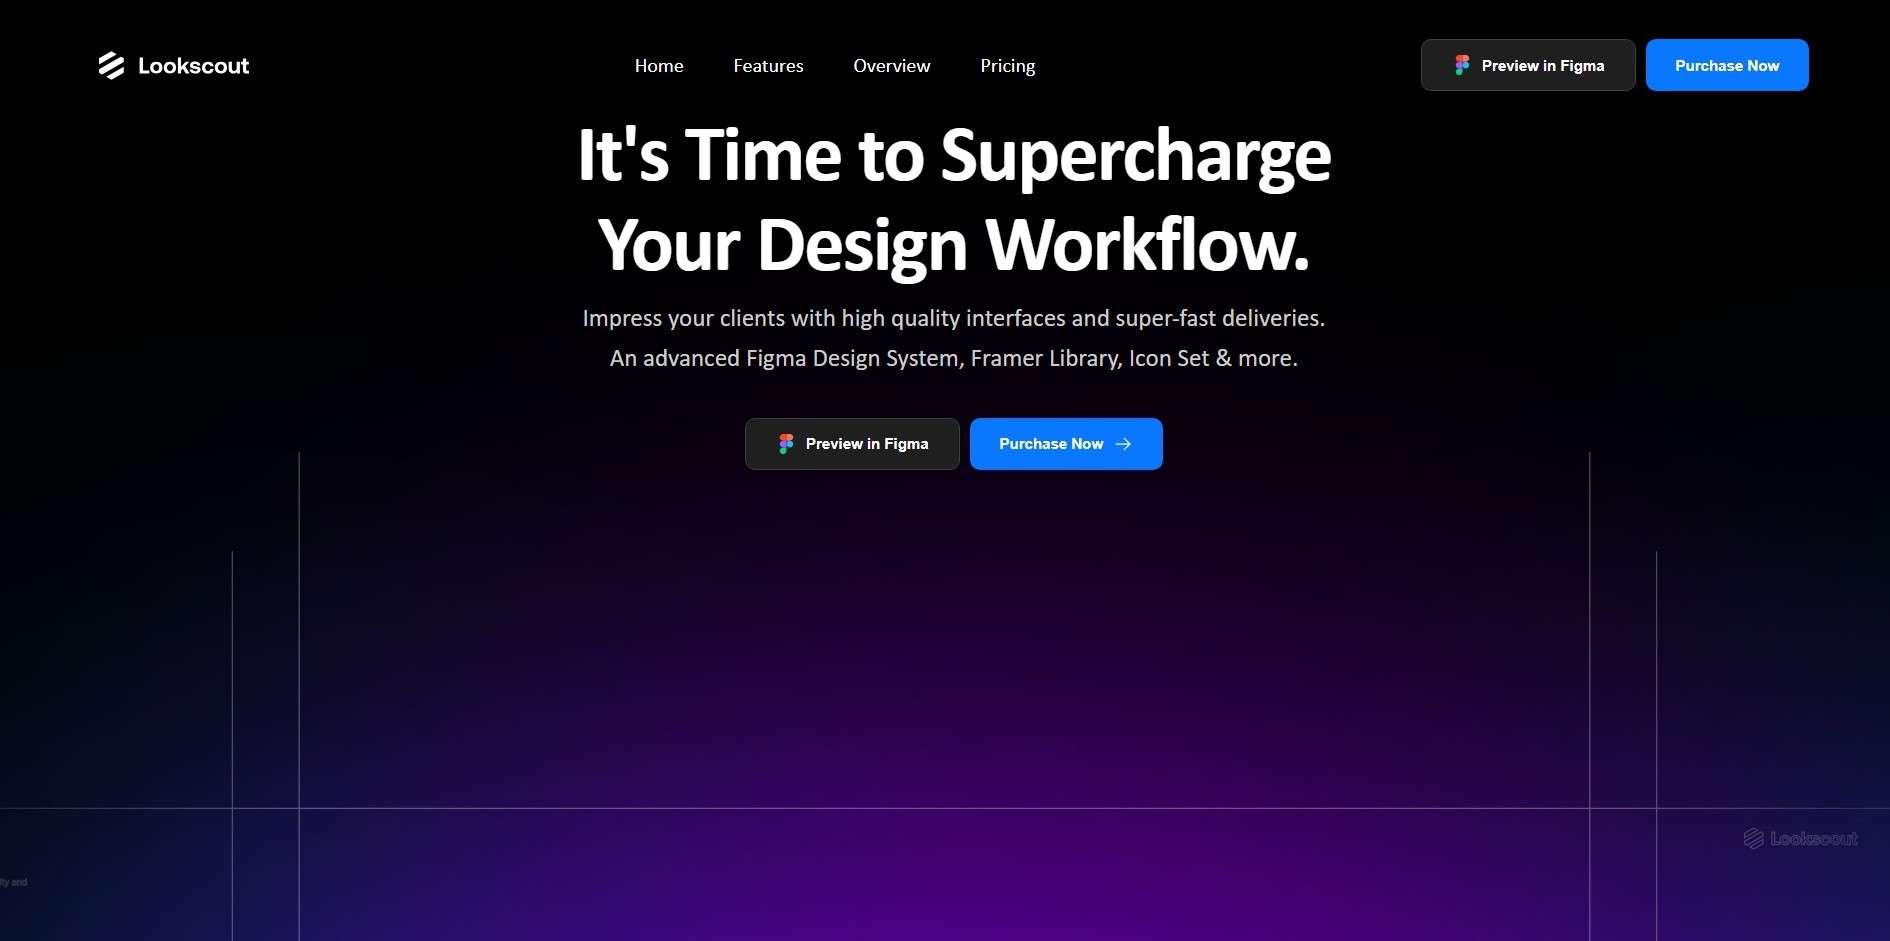 Lookscout
Home Features Overview Pricing
Preview in Figma
Purchase Now
It's Time to Supercharge
Your Design Workflow.
Impress your clients with high quality interfaces and super-fast deliveries.
An advanced Figma Design System, Framer Library, Icon Set & more.
Preview in Figma
Purchase Now
Lookscout
ity and